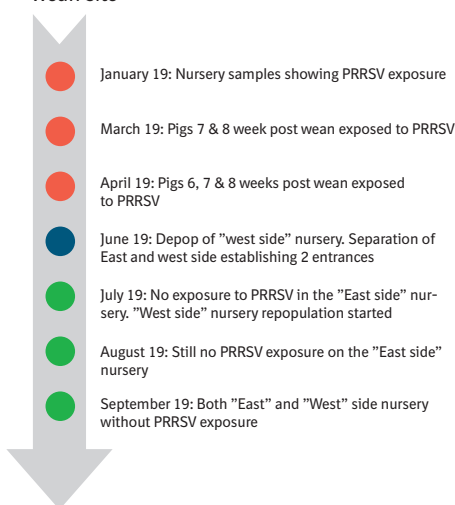 January 19: Nursery samples showing PRRSV exposure
March 19: Pigs 7 & 8 week post wean exposed to PRRSV
April 19: Pigs 6, 7 & 8 weeks post wean exposed
to PRRSV
June 19: Depop of ”west side” nursery. Separation of
East and west side establishing 2 entrances
July 19: No exposure to PRRSV in the ”East side” nur-
sery. ”West side” nursery repopulation started
August 19: Still no PRRSV exposure on the ”East side”
nursery
September 19: Both ”East” and ”West” side nursery
without PRRSV exposure